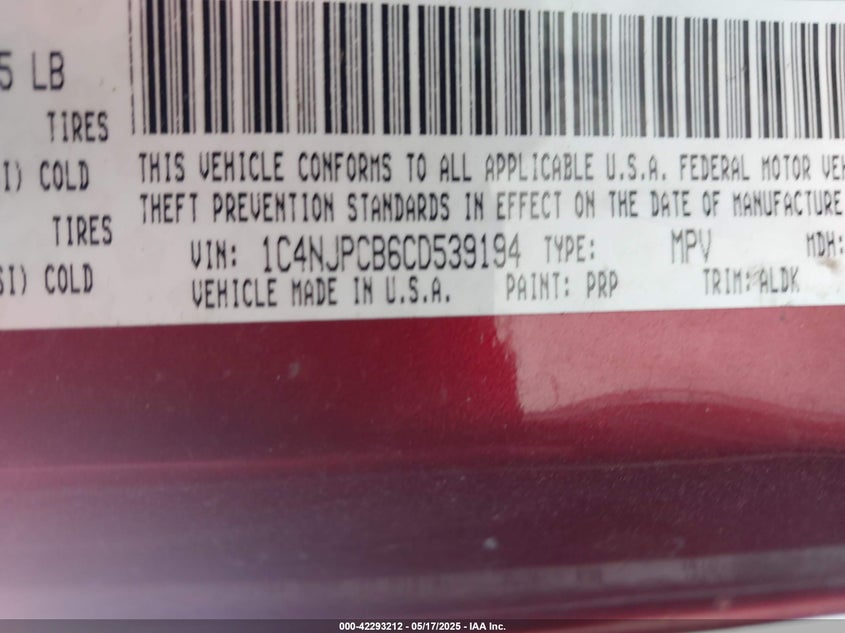 5 LB
TIRES
I) COLD
TIRES
SI) COLD
THIS VEHICLE CONFORMS TO ALL APPLICABLE U.S.A. FEDERAL MOTOR VEH
THEFT PREVENTION STANDARDS IN EFFECT ON THE DATE OF MANUFACTURE
VIN: 1C4NJPCB6CD539194 TYPE: MPV MDH:
VEHICLE MADE IN U.S.A. PAINT: PRP TRIM: ALDK
000-42293212 - 05/17/2025 - IAA Inc.